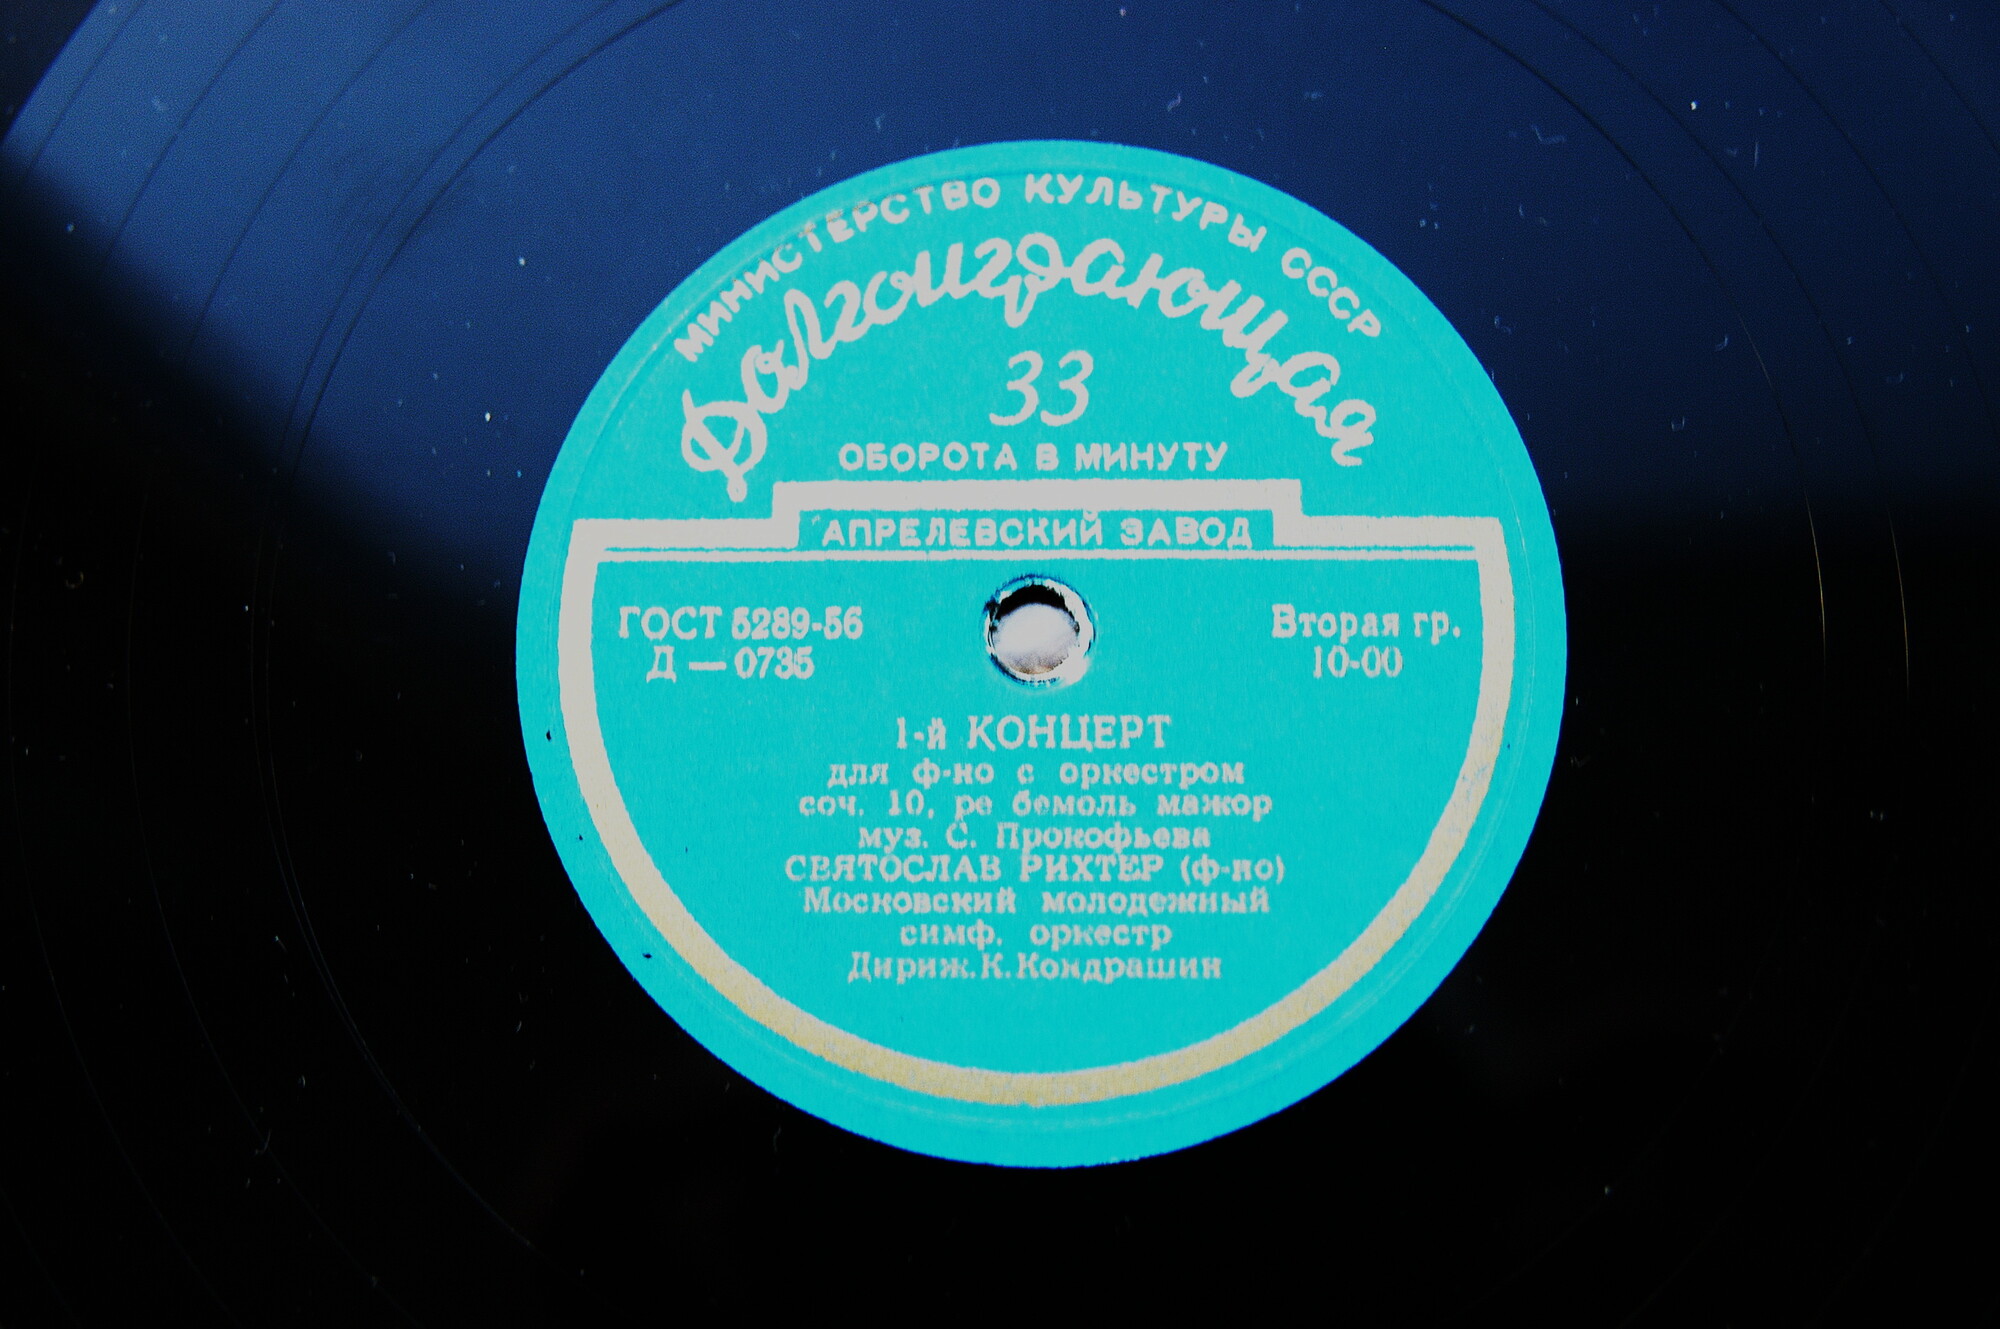 МИНИСТЕРСТВО КУЛЬТУРЫ СССР
Долгоиграющая
33
ОБОРОТА В МИНУТУ
АПРЕЛЕВСКИЙ ЗАВОД
ГОСТ 5289-56
Д — 0735
Вторая гр.
10-00
1-й КОНЦЕРТ
для ф-но с оркестром
соч. 10, ре бемоль мажор
муз. С. Прокофьева
СВЯТОСЛАВ РИХТЕР (ф-но)
Московский молодежный
симф. оркестр
Дириж. К. Кондрашин